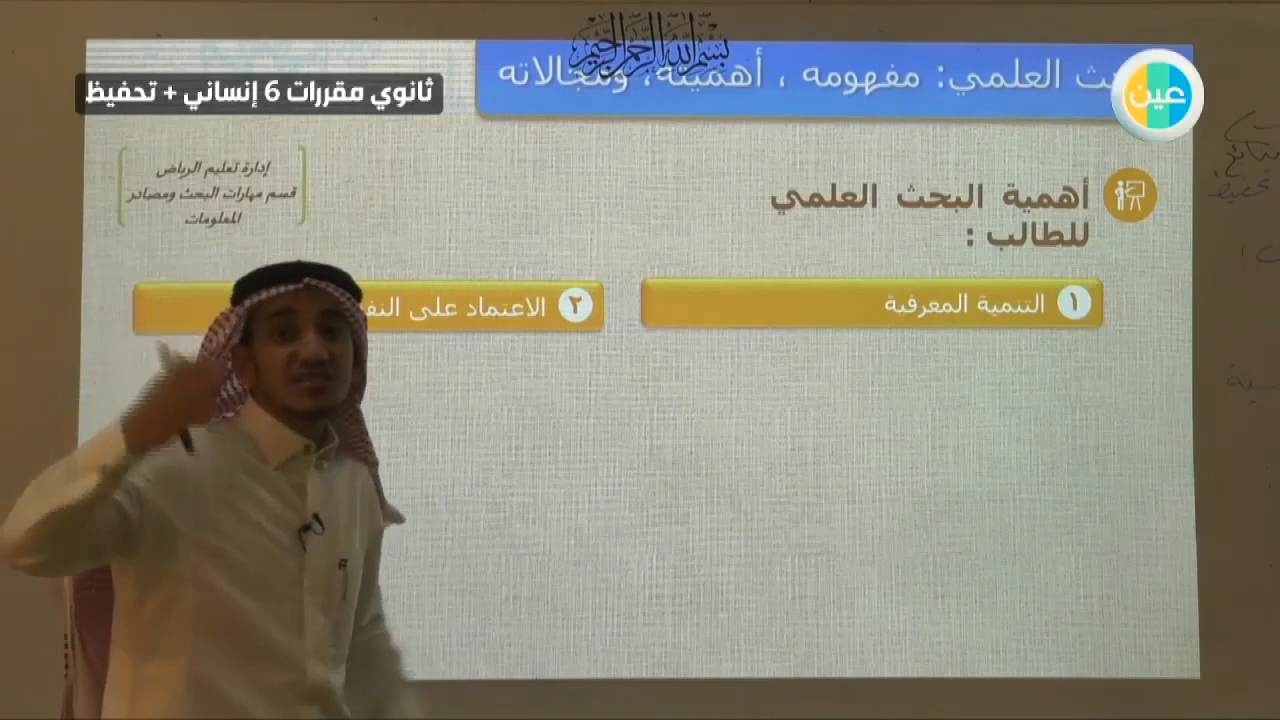 بسم الله الرحمن الرحيم
العلمي: مفهومه ، أهميته، ومجالاته
عين
ثانوي مقررات 6 إنساني + تحفيظ
إدارة تعليم الرياض
قسم مهارات البحث ومصادر
المعلومات
أهمية البحث العلمي
للطالب :
١ التنمية المعرفية
٢ الاعتماد على